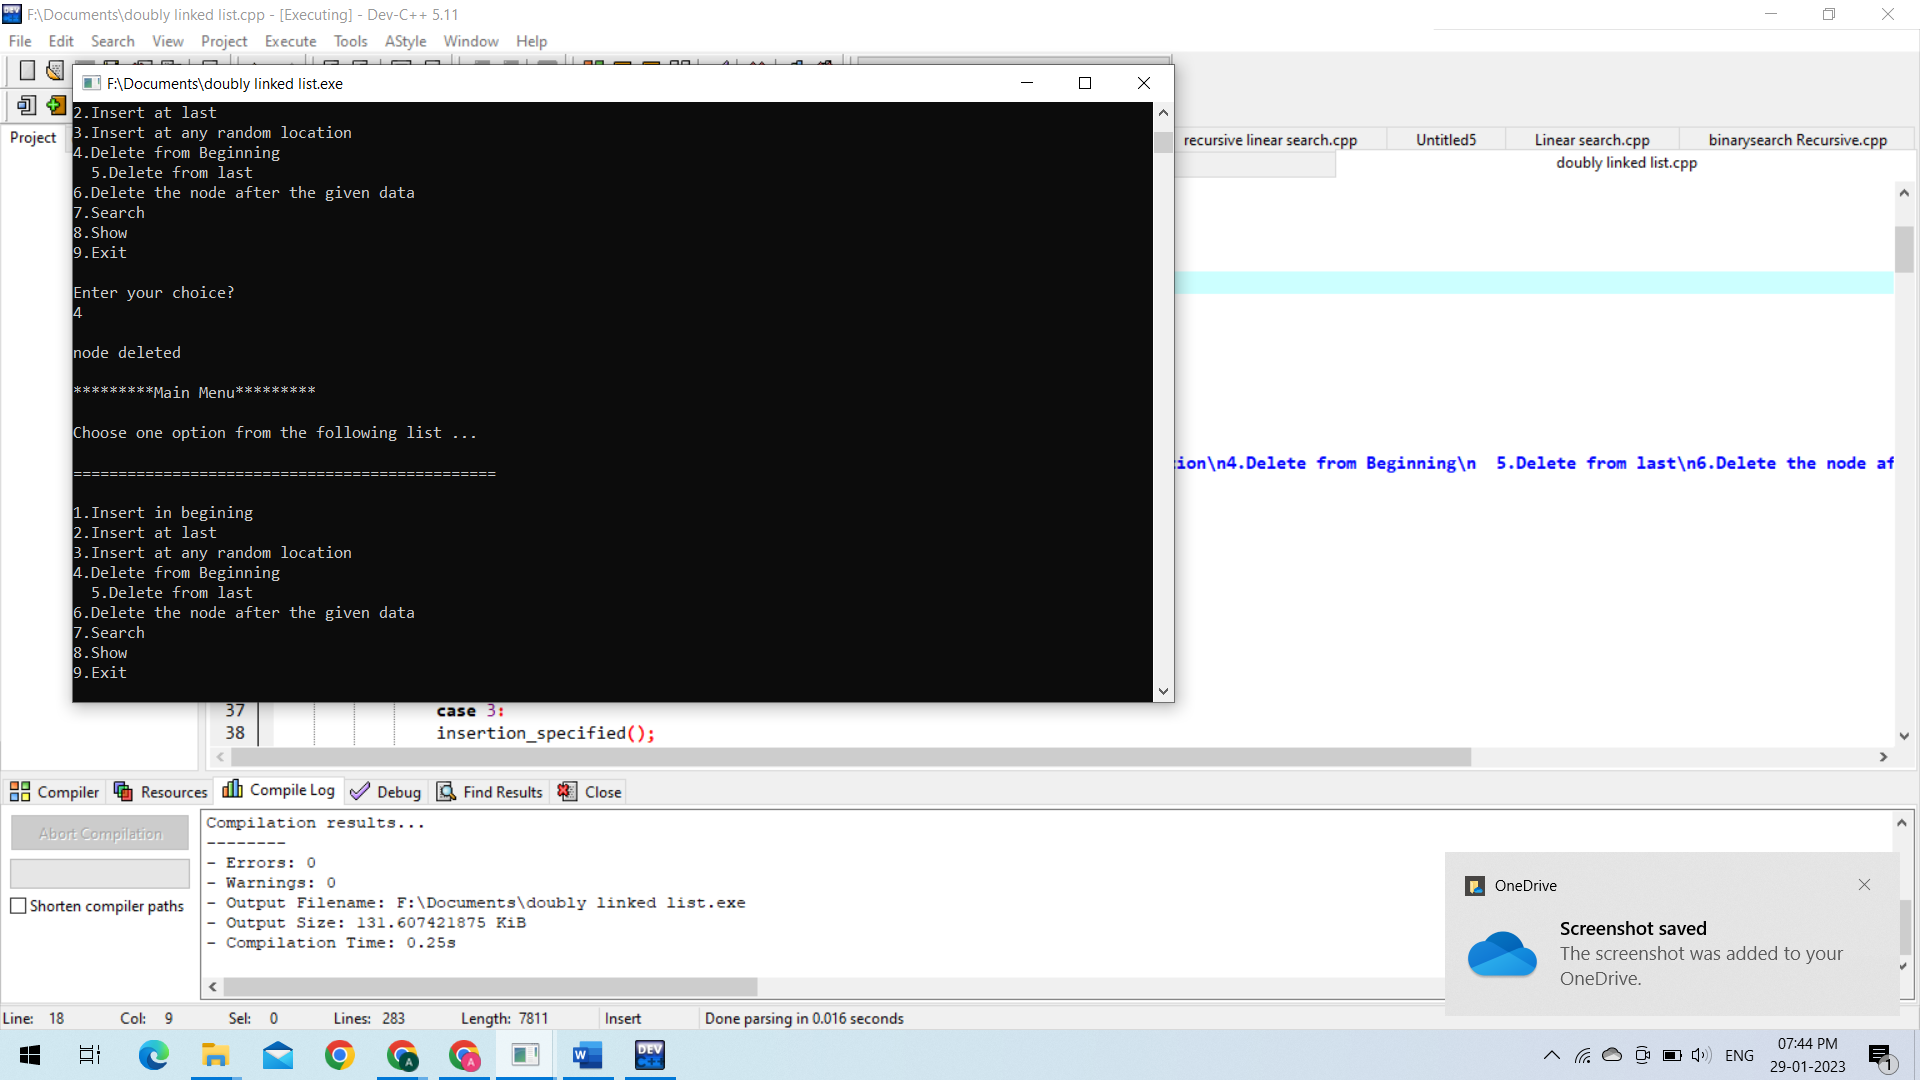 F:\Documents\doubly linked list.cpp - [Executing] - Dev-C++ 5.11
File Edit Search View Project Execute Tools AStyle Window Help
F:\Documents\doubly linked list.exe
Project
recursive linear search.cpp Untitled5 Linear search.cpp binarysearch Recursive.cpp
doubly linked list.cpp
2.Insert at last
3.Insert at any random location
4.Delete from Beginning
5.Delete from last
6.Delete the node after the given data
7.Search
8.Show
9.Exit
Enter your choice?
4
node deleted
*********Main Menu*********
Choose one option from the following list ...
===============================================
1.Insert in begining
2.Insert at last
3.Insert at any random location
4.Delete from Beginning
5.Delete from last
6.Delete the node after the given data
7.Search
8.Show
9.Exit
ion\n4.Delete from Beginning\n  5.Delete from last\n6.Delete the node af
37 case 3:
38 insertion_specified();
Compiler Resources Compile Log Debug Find Results Close
Abort Compilation
Shorten compiler paths
Compilation results...
--------
- Errors: 0
- Warnings: 0
- Output Filename: F:\Documents\doubly linked list.exe
- Output Size: 131.607421875 KiB
- Compilation Time: 0.25s
OneDrive
Screenshot saved
The screenshot was added to your
OneDrive.
Line: 18 Col: 9 Sel: 0 Lines: 283 Length: 7811 Insert Done parsing in 0.016 seconds
DEV
C++
ENG
07:44 PM
29-01-2023
1